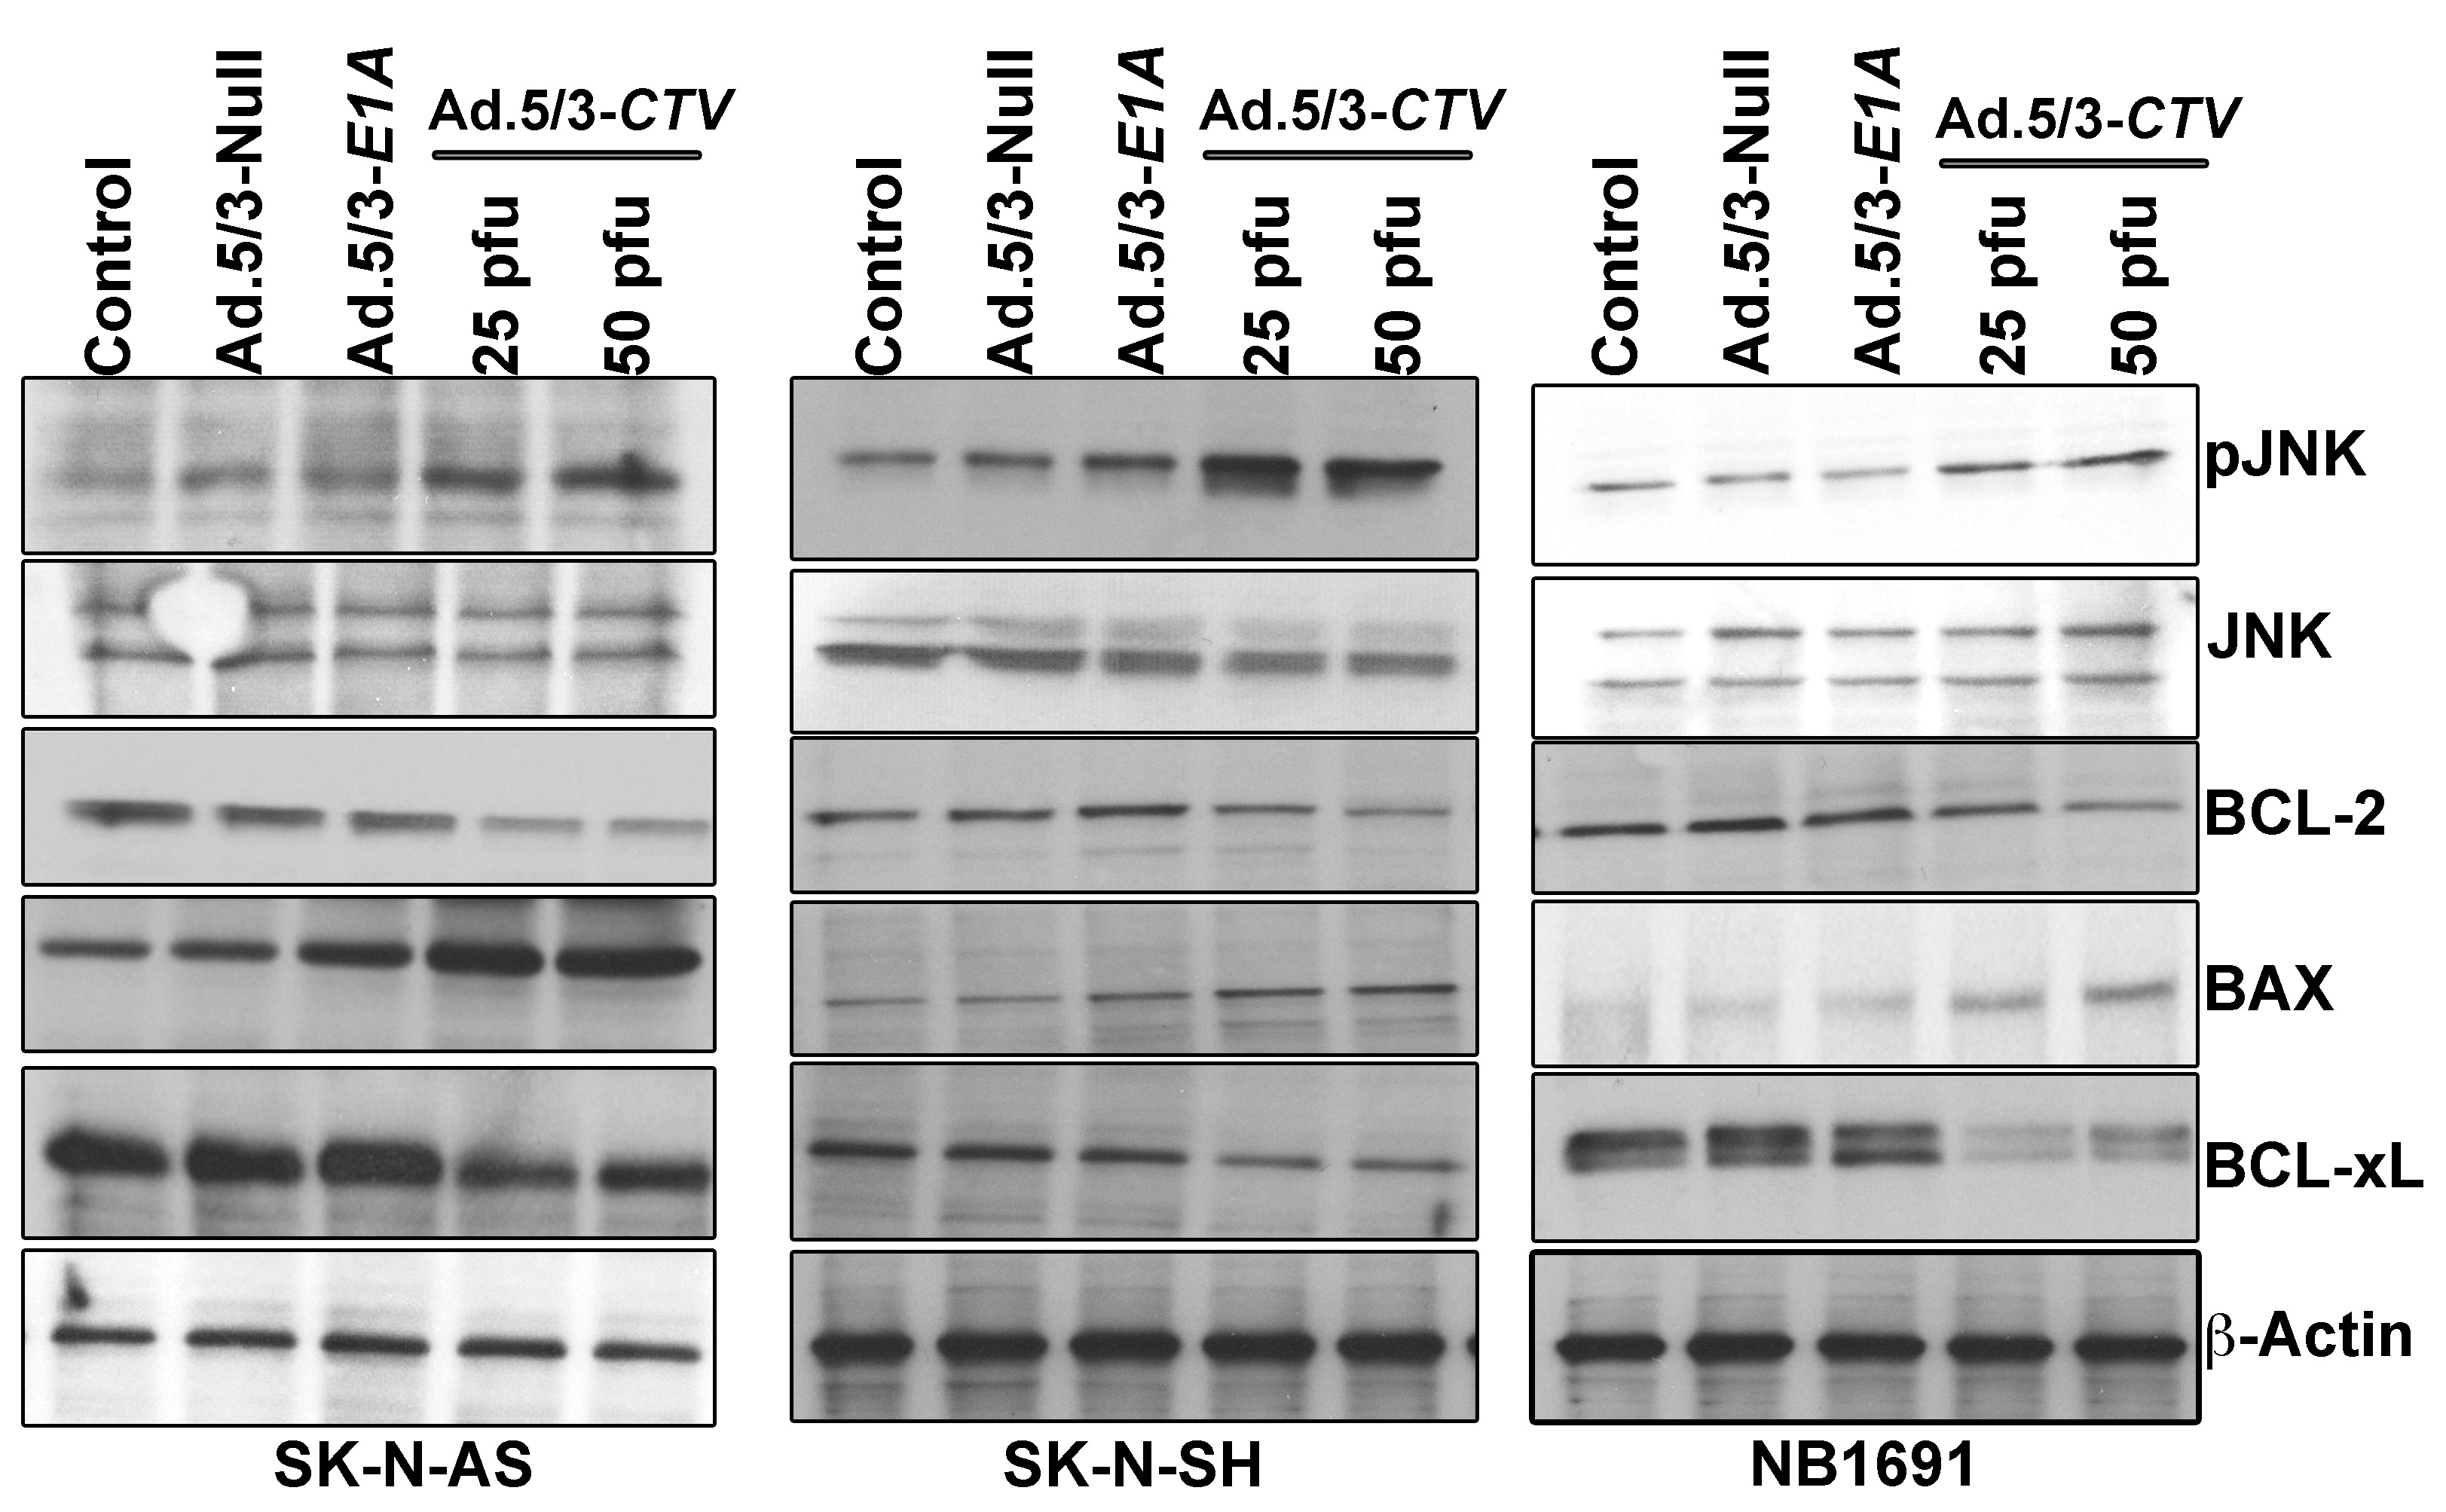 Control
Ad.5/3-Null
Ad.5/3-E1A
Ad.5/3-CTV
25 pfu
50 pfu
Control
Ad.5/3-Null
Ad.5/3-E1A
Ad.5/3-CTV
25 pfu
50 pfu
Control
Ad.5/3-Null
Ad.5/3-E1A
Ad.5/3-CTV
25 pfu
50 pfu
pJNK
JNK
BCL-2
BAX
BCL-xL
β-Actin
SK-N-AS
SK-N-SH
NB1691